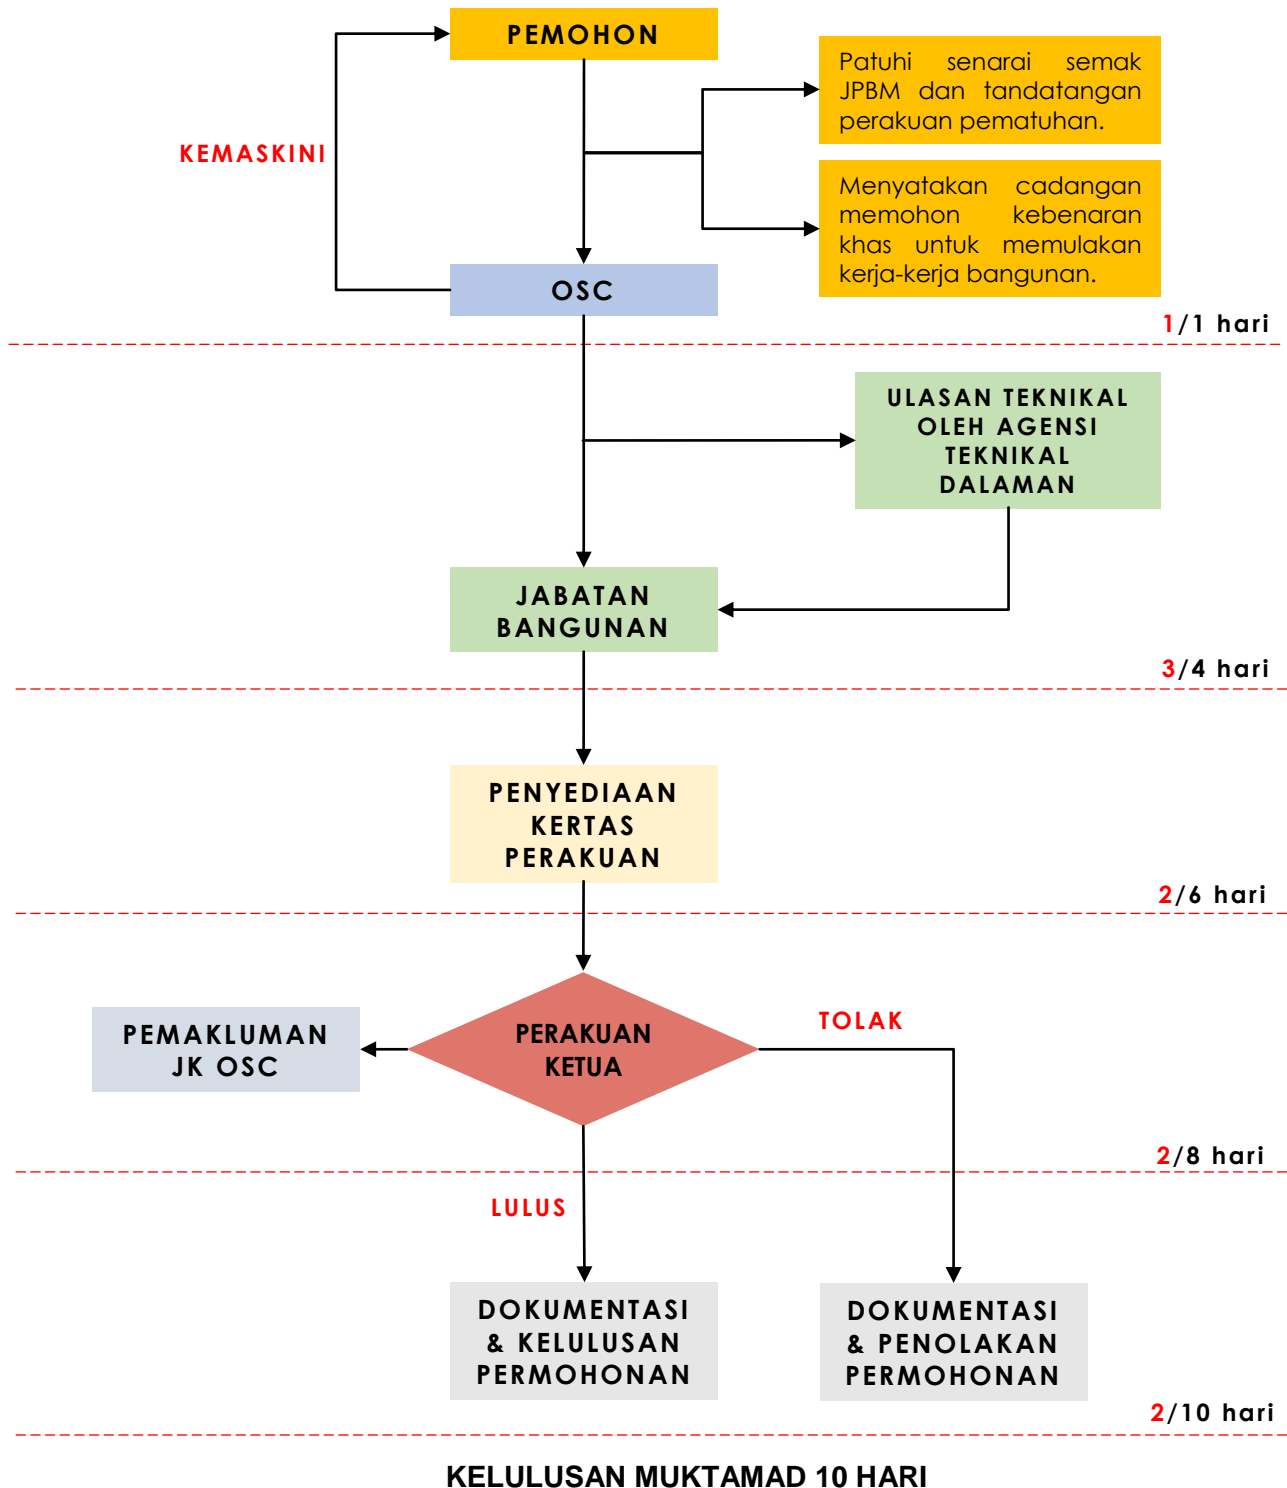 PEMOHON
Patuhi senarai semak
JPBM dan tandatangan
perakuan pematuhan.
KEMASKINI
Menyatakan cadangan
memohon kebenaran
khas untuk memulakan
kerja-kerja bangunan.
OSC
1/1 hari
ULASAN TEKNIKAL
OLEH AGENSI
TEKNIKAL
DALAMAN
JABATAN
BANGUNAN
3/4 hari
PENYEDIAAN
KERTAS
PERAKUAN
2/6 hari
PEMAKLUMAN
JK OSC
PERAKUAN
KETUA
TOLAK
2/8 hari
LULUS
DOKUMENTASI
& KELULUSAN
PERMOHONAN
DOKUMENTASI
& PENOLAKAN
PERMOHONAN
2/10 hari
KELULUSAN MUKTAMAD 10 HARI